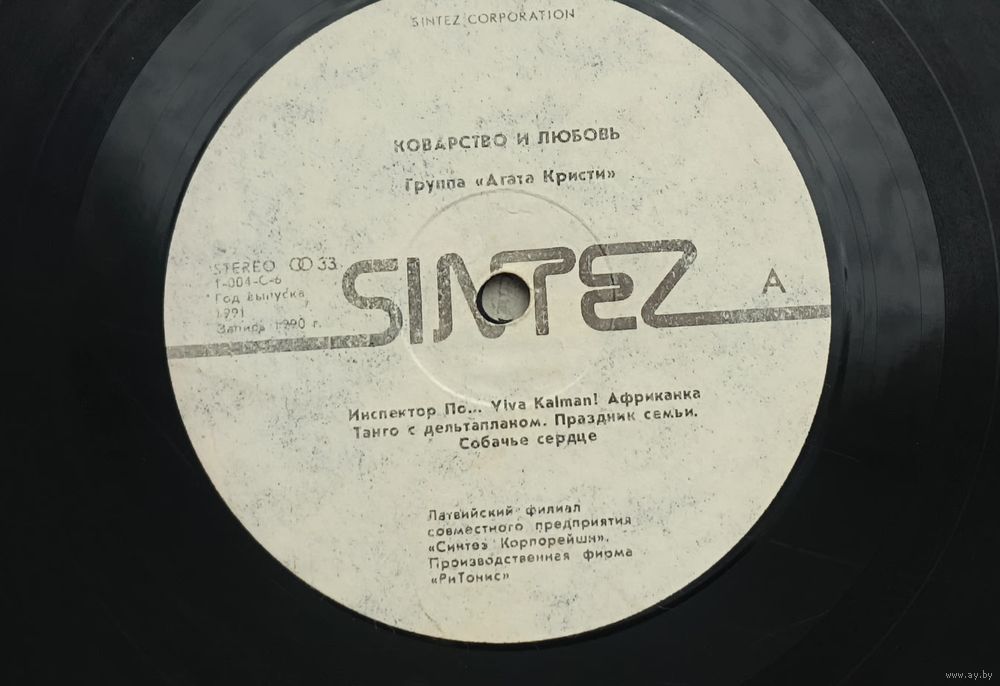 SINTEZ CORPORATION
КОВАРСТВО И ЛЮБОВЬ
Группа «Агата Кристи»
STEREO 33
1-004-С-6
Год выпуска
1991
Запись 1990 г.
SINTEZ
A
Инспектор По... Viva Kalman! Африканка
Танго с дельтапланом. Праздник семьи.
Собачье сердце
Латвийский филиал
совместного предприятия
«Синтез Корпорейшн».
Производственная фирма
«РиТонис»
www.ay.by